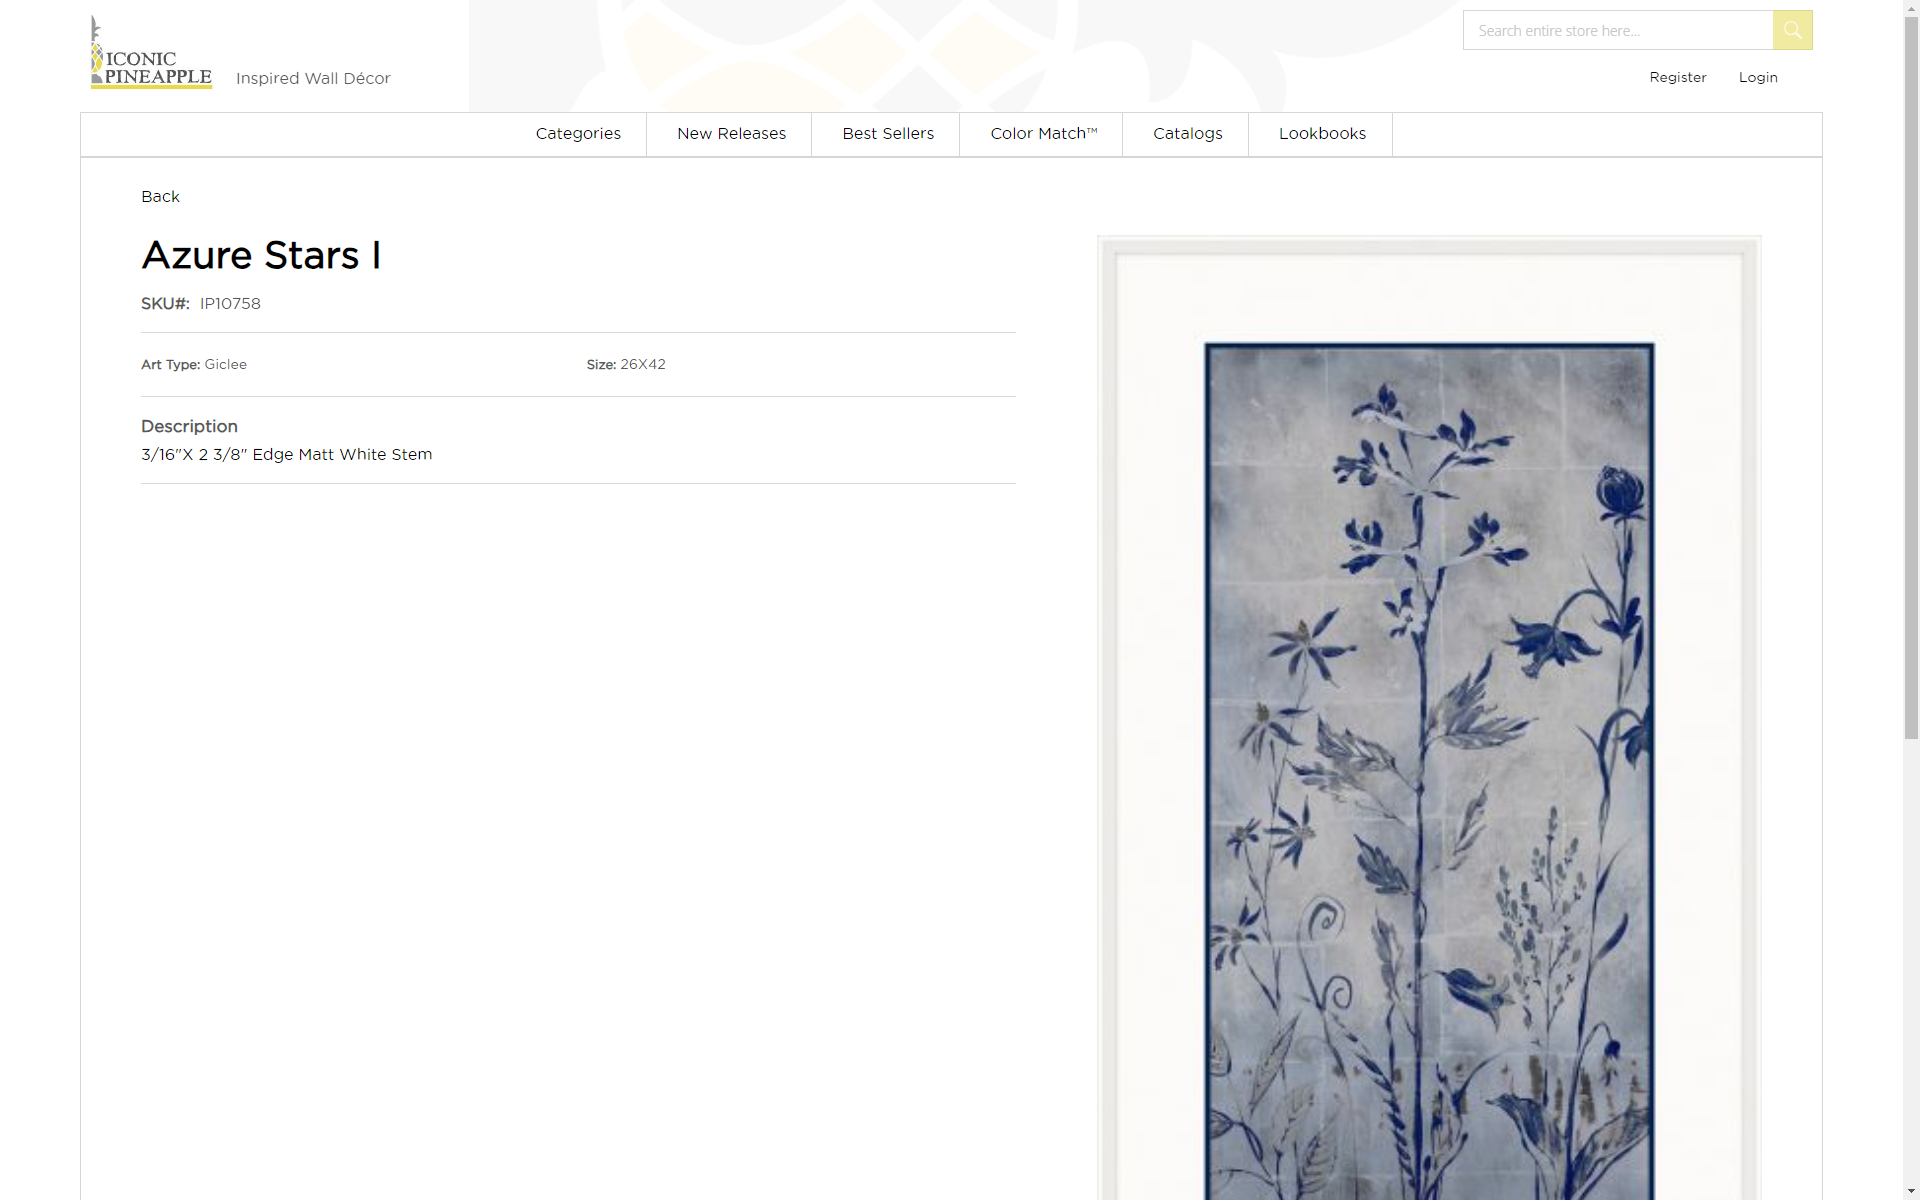 ICONIC
PINEAPPLE
Inspired Wall Décor
Search entire store here...
Register
Login
Categories
New Releases
Best Sellers
Color Match™
Catalogs
Lookbooks
Back
Azure Stars I
SKU#: IP10758
Art Type: Giclee
Size: 26X42
Description
3/16"X 2 3/8" Edge Matt White Stem